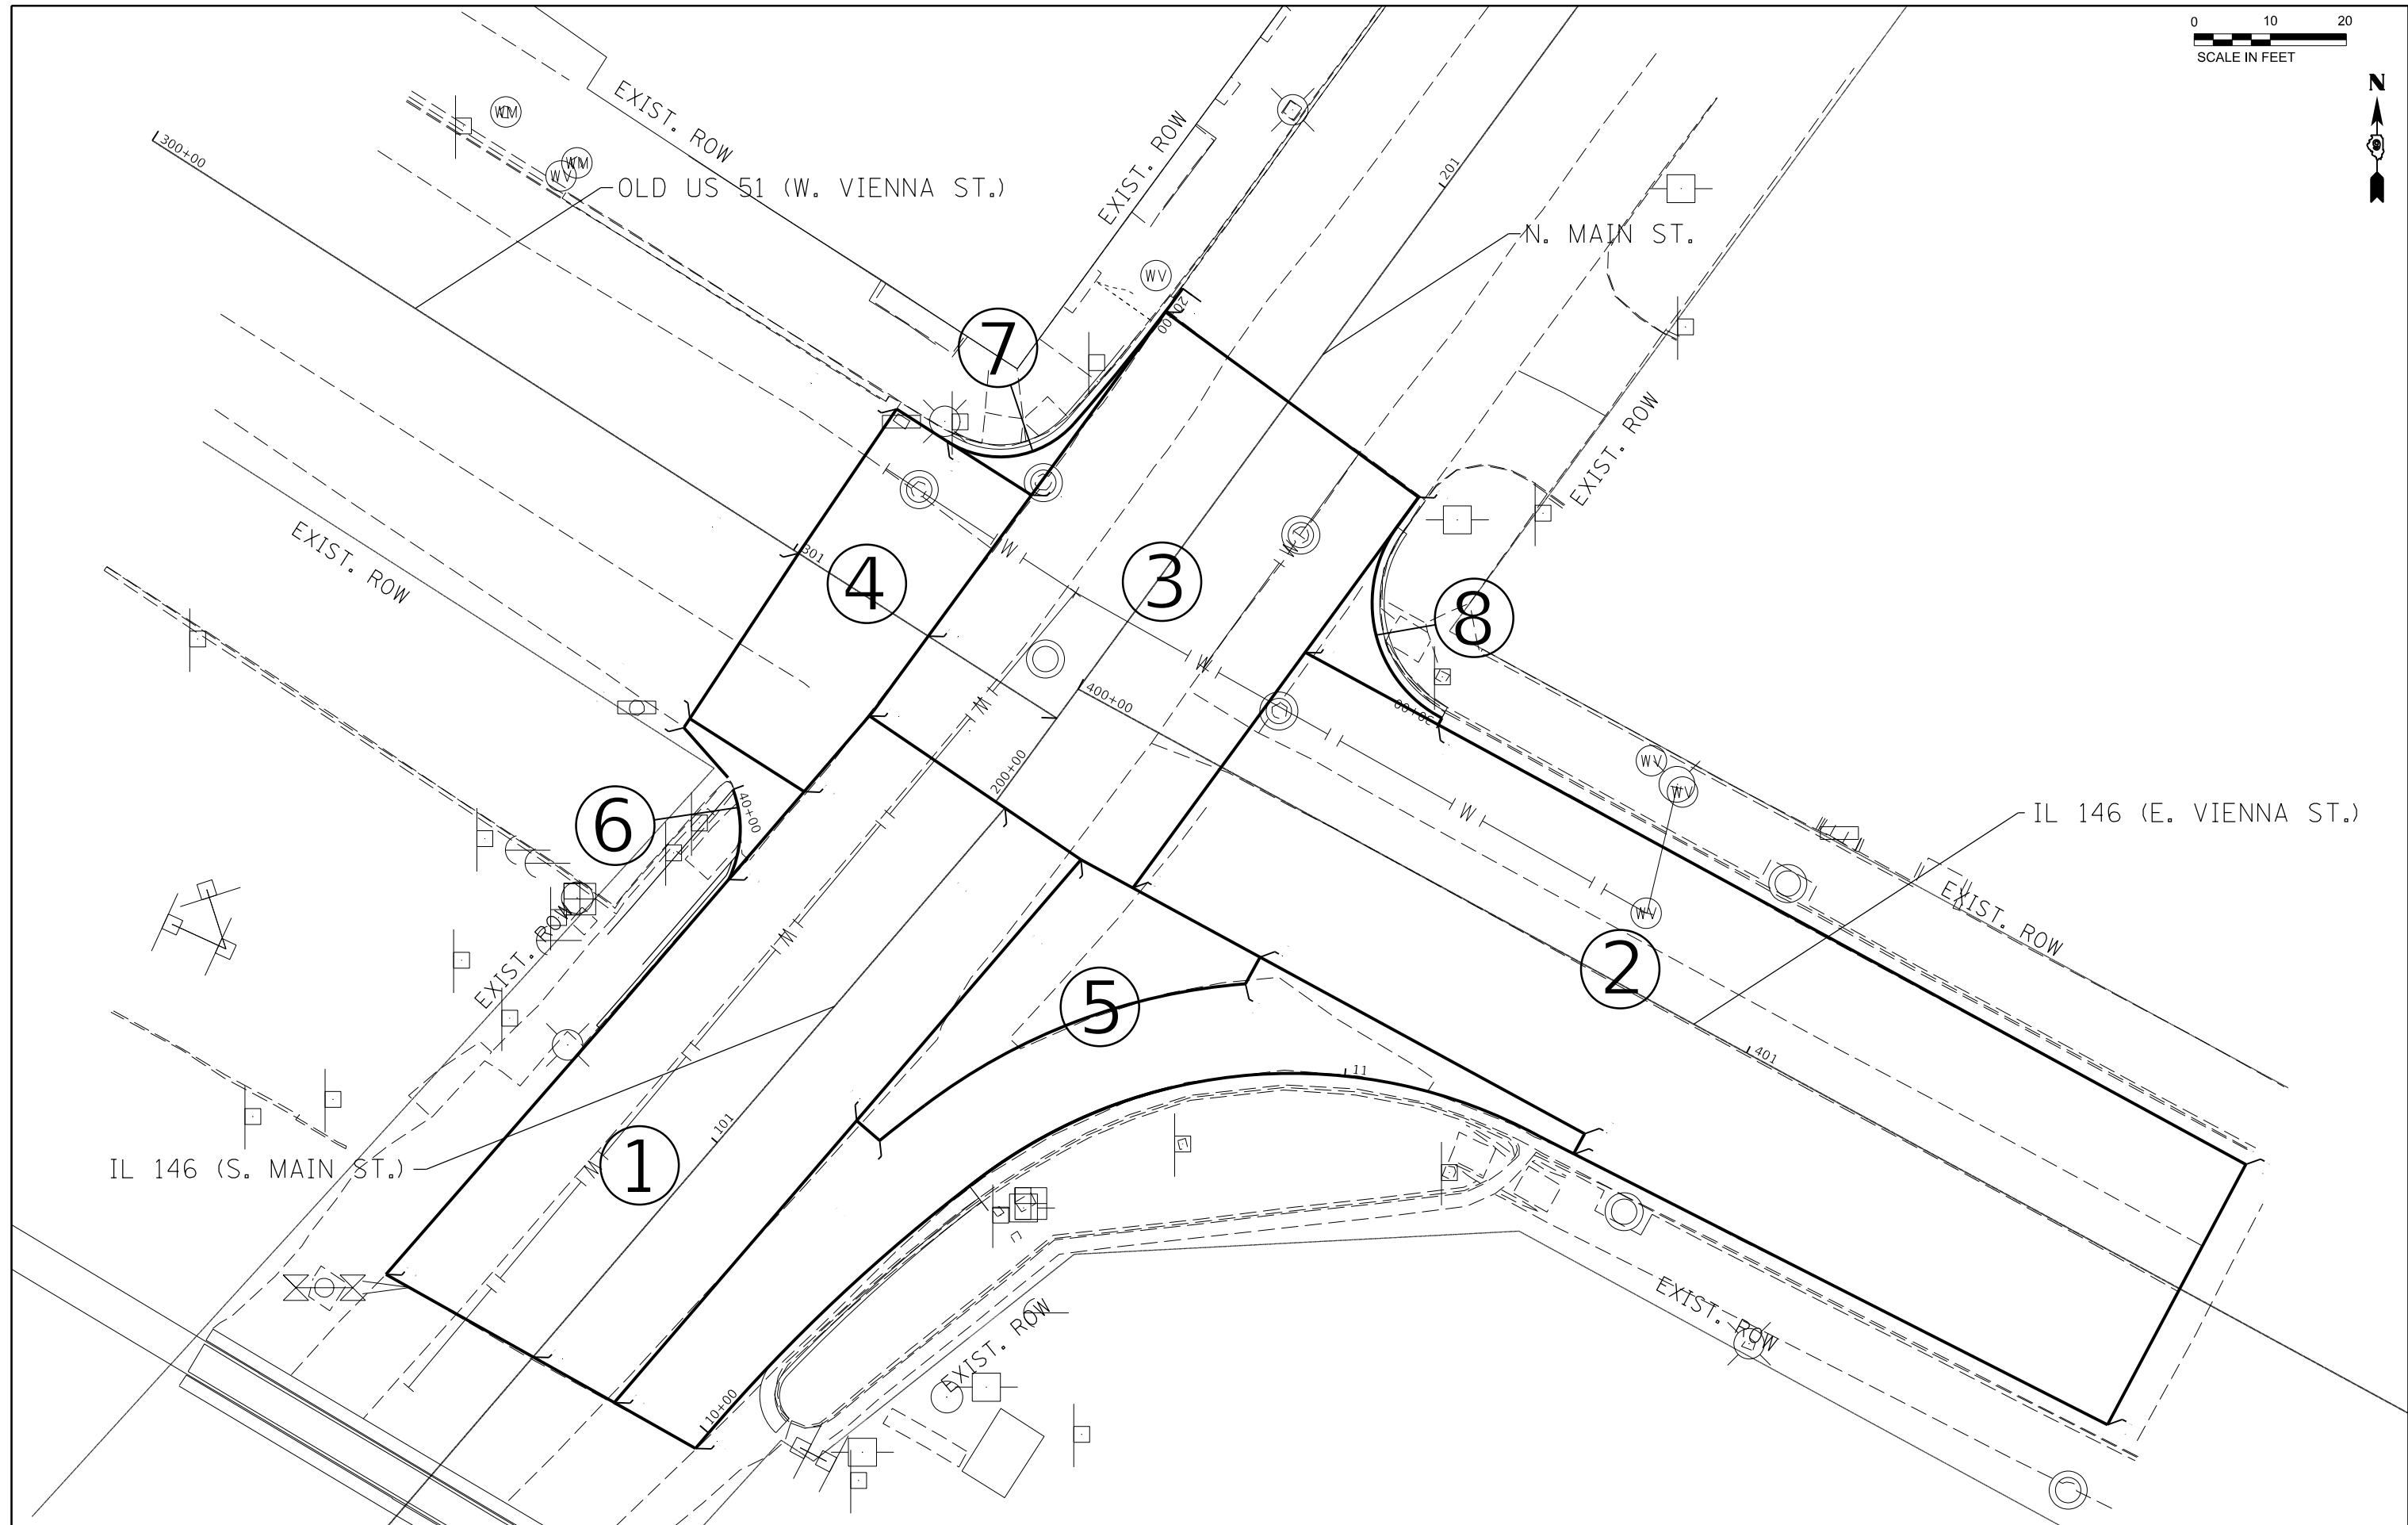 0 10 20
SCALE IN FEET
N
EXIST. ROW
WM
WM
WV
300+00
OLD US 51 (W. VIENNA ST.)
EXIST. ROW
201
N. MAIN ST.
WV
7
EXIST. ROW
EXIST. ROW
301
4
W
3
W
8
W
400+00
30+00
M
200+00
WV
WV
6
40+00
W
IL 146 (E. VIENNA ST.)
WV
EXIST. ROW
EXIST. ROW
M
5
2
401
11
101
IL 146 (S. MAIN ST.)
1
M
EXIST. ROW
EXIST. ROW
10+00